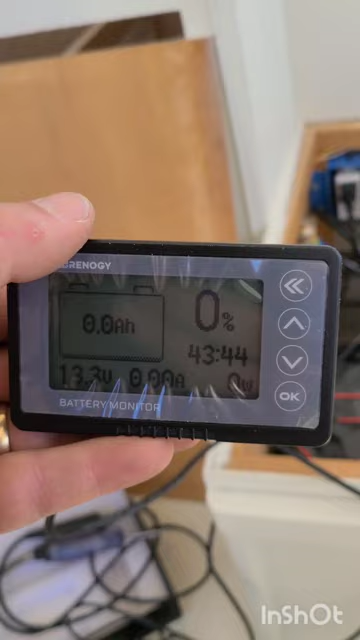 RENOGY
0.0Ah
0%
43:44
13.3V 0.00A 0W
BATTERY MONITOR
OK
InShOt